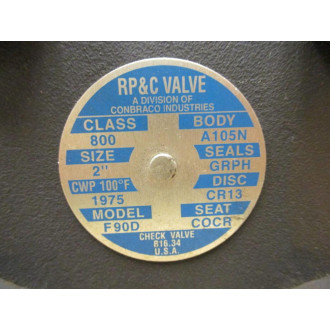 RP&C VALVE
A DIVISION OF
CONBRACO INDUSTRIES
CLASS BODY
800 A105N
SIZE SEALS
2" GRPH
CWP 100°F DISC
1975 CR13
MODEL SEAT
F90D COCR
CHECK VALVE
B16.34
U.S.A.